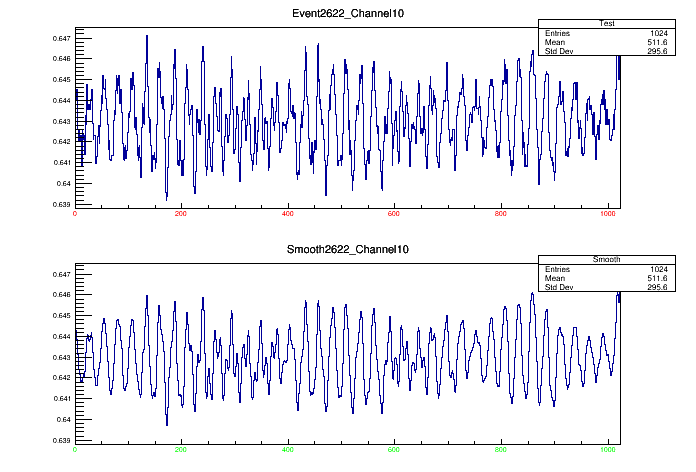 Event2622_Channel10
Test
Entries 1024
Mean 511.6
Std Dev 295.6
0.647
0.646
0.645
0.644
0.643
0.642
0.641
0.64
0.639
0 200 400 600 800 1000
Smooth2622_Channel10
Smooth
Entries 1024
Mean 511.6
Std Dev 295.6
0.647
0.646
0.645
0.644
0.643
0.642
0.641
0.64
0.639
0 200 400 600 800 1000